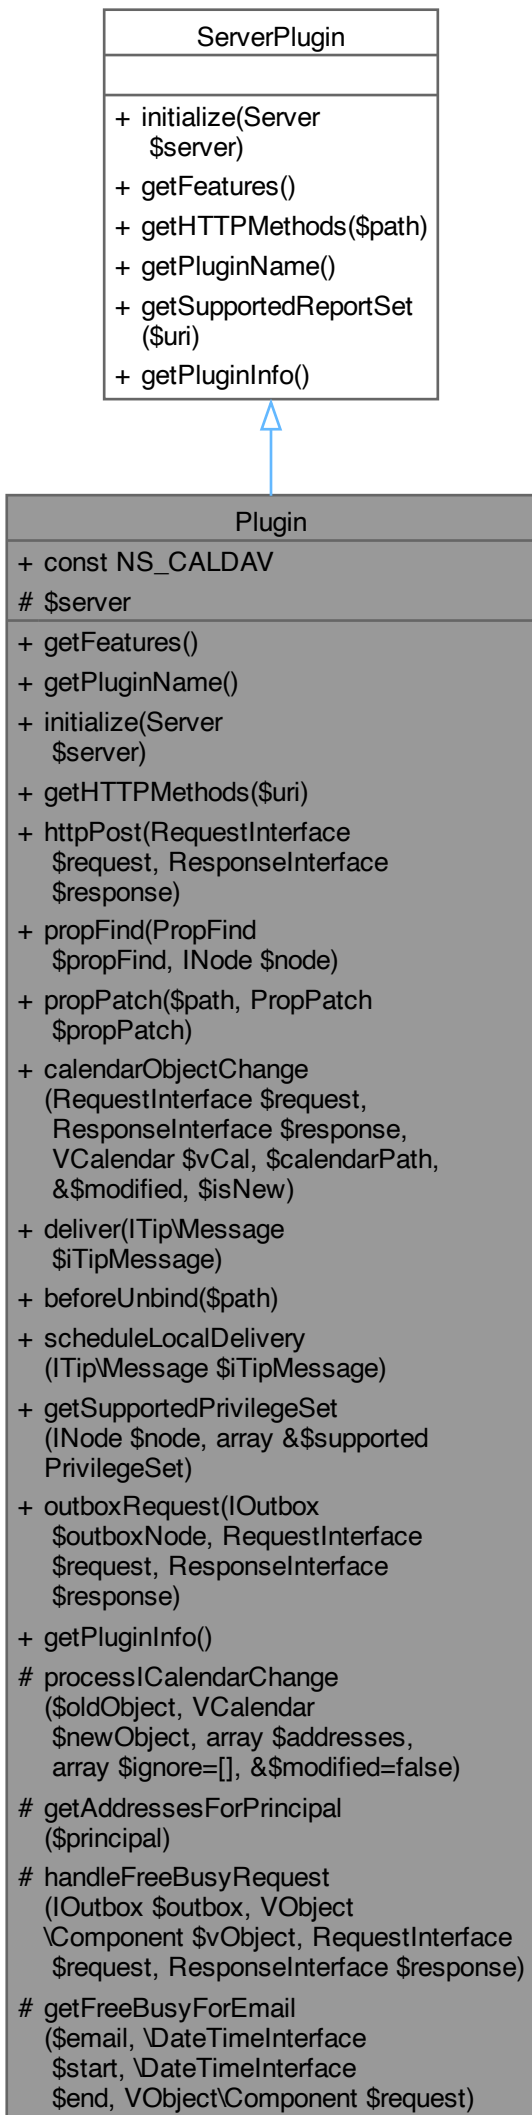 ServerPlugin
+ initialize(Server
$server)
+ getFeatures()
+ getHTTPMethods($path)
+ getPluginName()
+ getSupportedReportSet
($uri)
+ getPluginInfo()
Plugin
+ const NS_CALDAV
# $server
+ getFeatures()
+ getPluginName()
+ initialize(Server
$server)
+ getHTTPMethods($uri)
+ httpPost(RequestInterface
$request, ResponseInterface
$response)
+ propFind(PropFind
$propFind, INode $node)
+ propPatch($path, PropPatch
$propPatch)
+ calendarObjectChange
(RequestInterface $request,
ResponseInterface $response,
VCalendar $vCal, $calendarPath,
&$modified, $isNew)
+ deliver(ITip\Message
$iTipMessage)
+ beforeUnbind($path)
+ scheduleLocalDelivery
(ITip\Message $iTipMessage)
+ getSupportedPrivilegeSet
(INode $node, array &$supported
PrivilegeSet)
+ outboxRequest(IOutbox
$outboxNode, RequestInterface
$request, ResponseInterface
$response)
+ getPluginInfo()
# processICalendarChange
($oldObject, VCalendar
$newObject, array $addresses,
array $ignore=[], &$modified=false)
# getAddressesForPrincipal
($principal)
# handleFreeBusyRequest
(IOutbox $outbox, VObject
\Component $vObject, RequestInterface
$request, ResponseInterface $response)
# getFreeBusyForEmail
($email, \DateTimeInterface
$start, \DateTimeInterface
$end, VObject\Component $request)